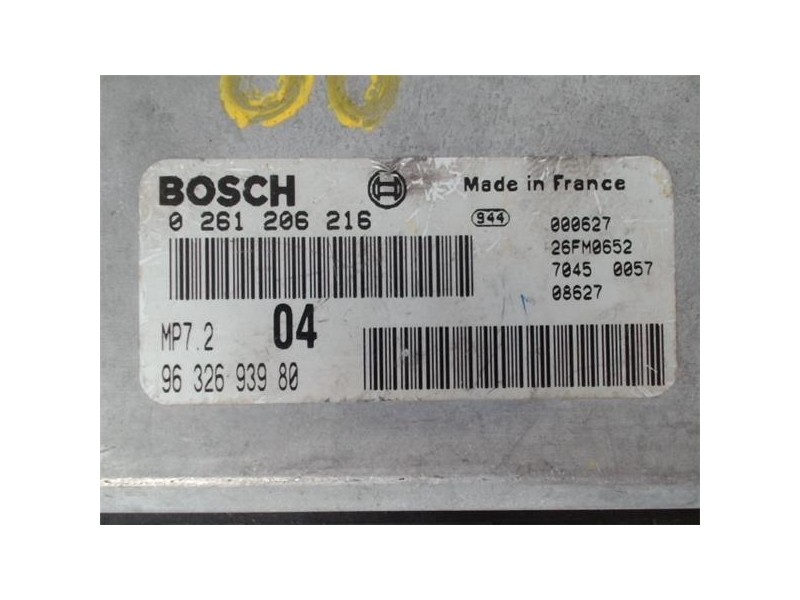 BOSCH Made in France
0 261 206 216 944 000627
26FM0652
7045 0057
08627
MP7.2 04
96 326 939 80